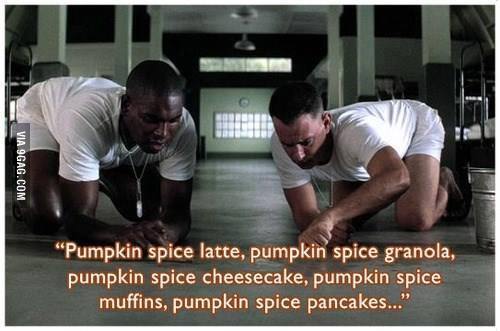 VIA 9GAG.COM
“Pumpkin spice latte, pumpkin spice granola,
pumpkin spice cheesecake, pumpkin spice
muffins, pumpkin spice pancakes...”